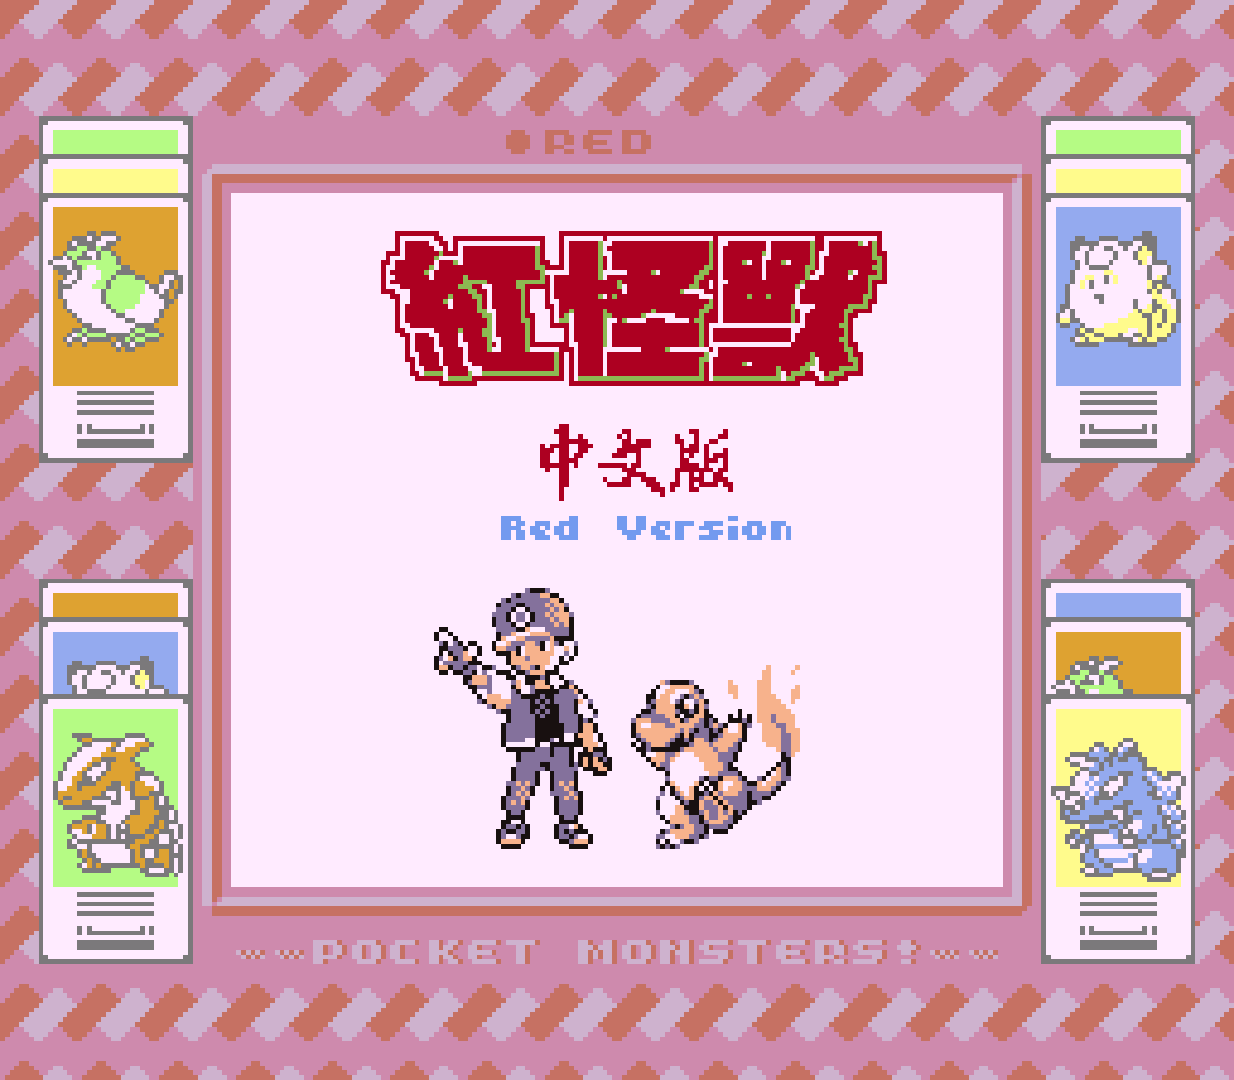 ●RED
紅怪獸
中文版
Red Version
~~POCKET MONSTERS!~~